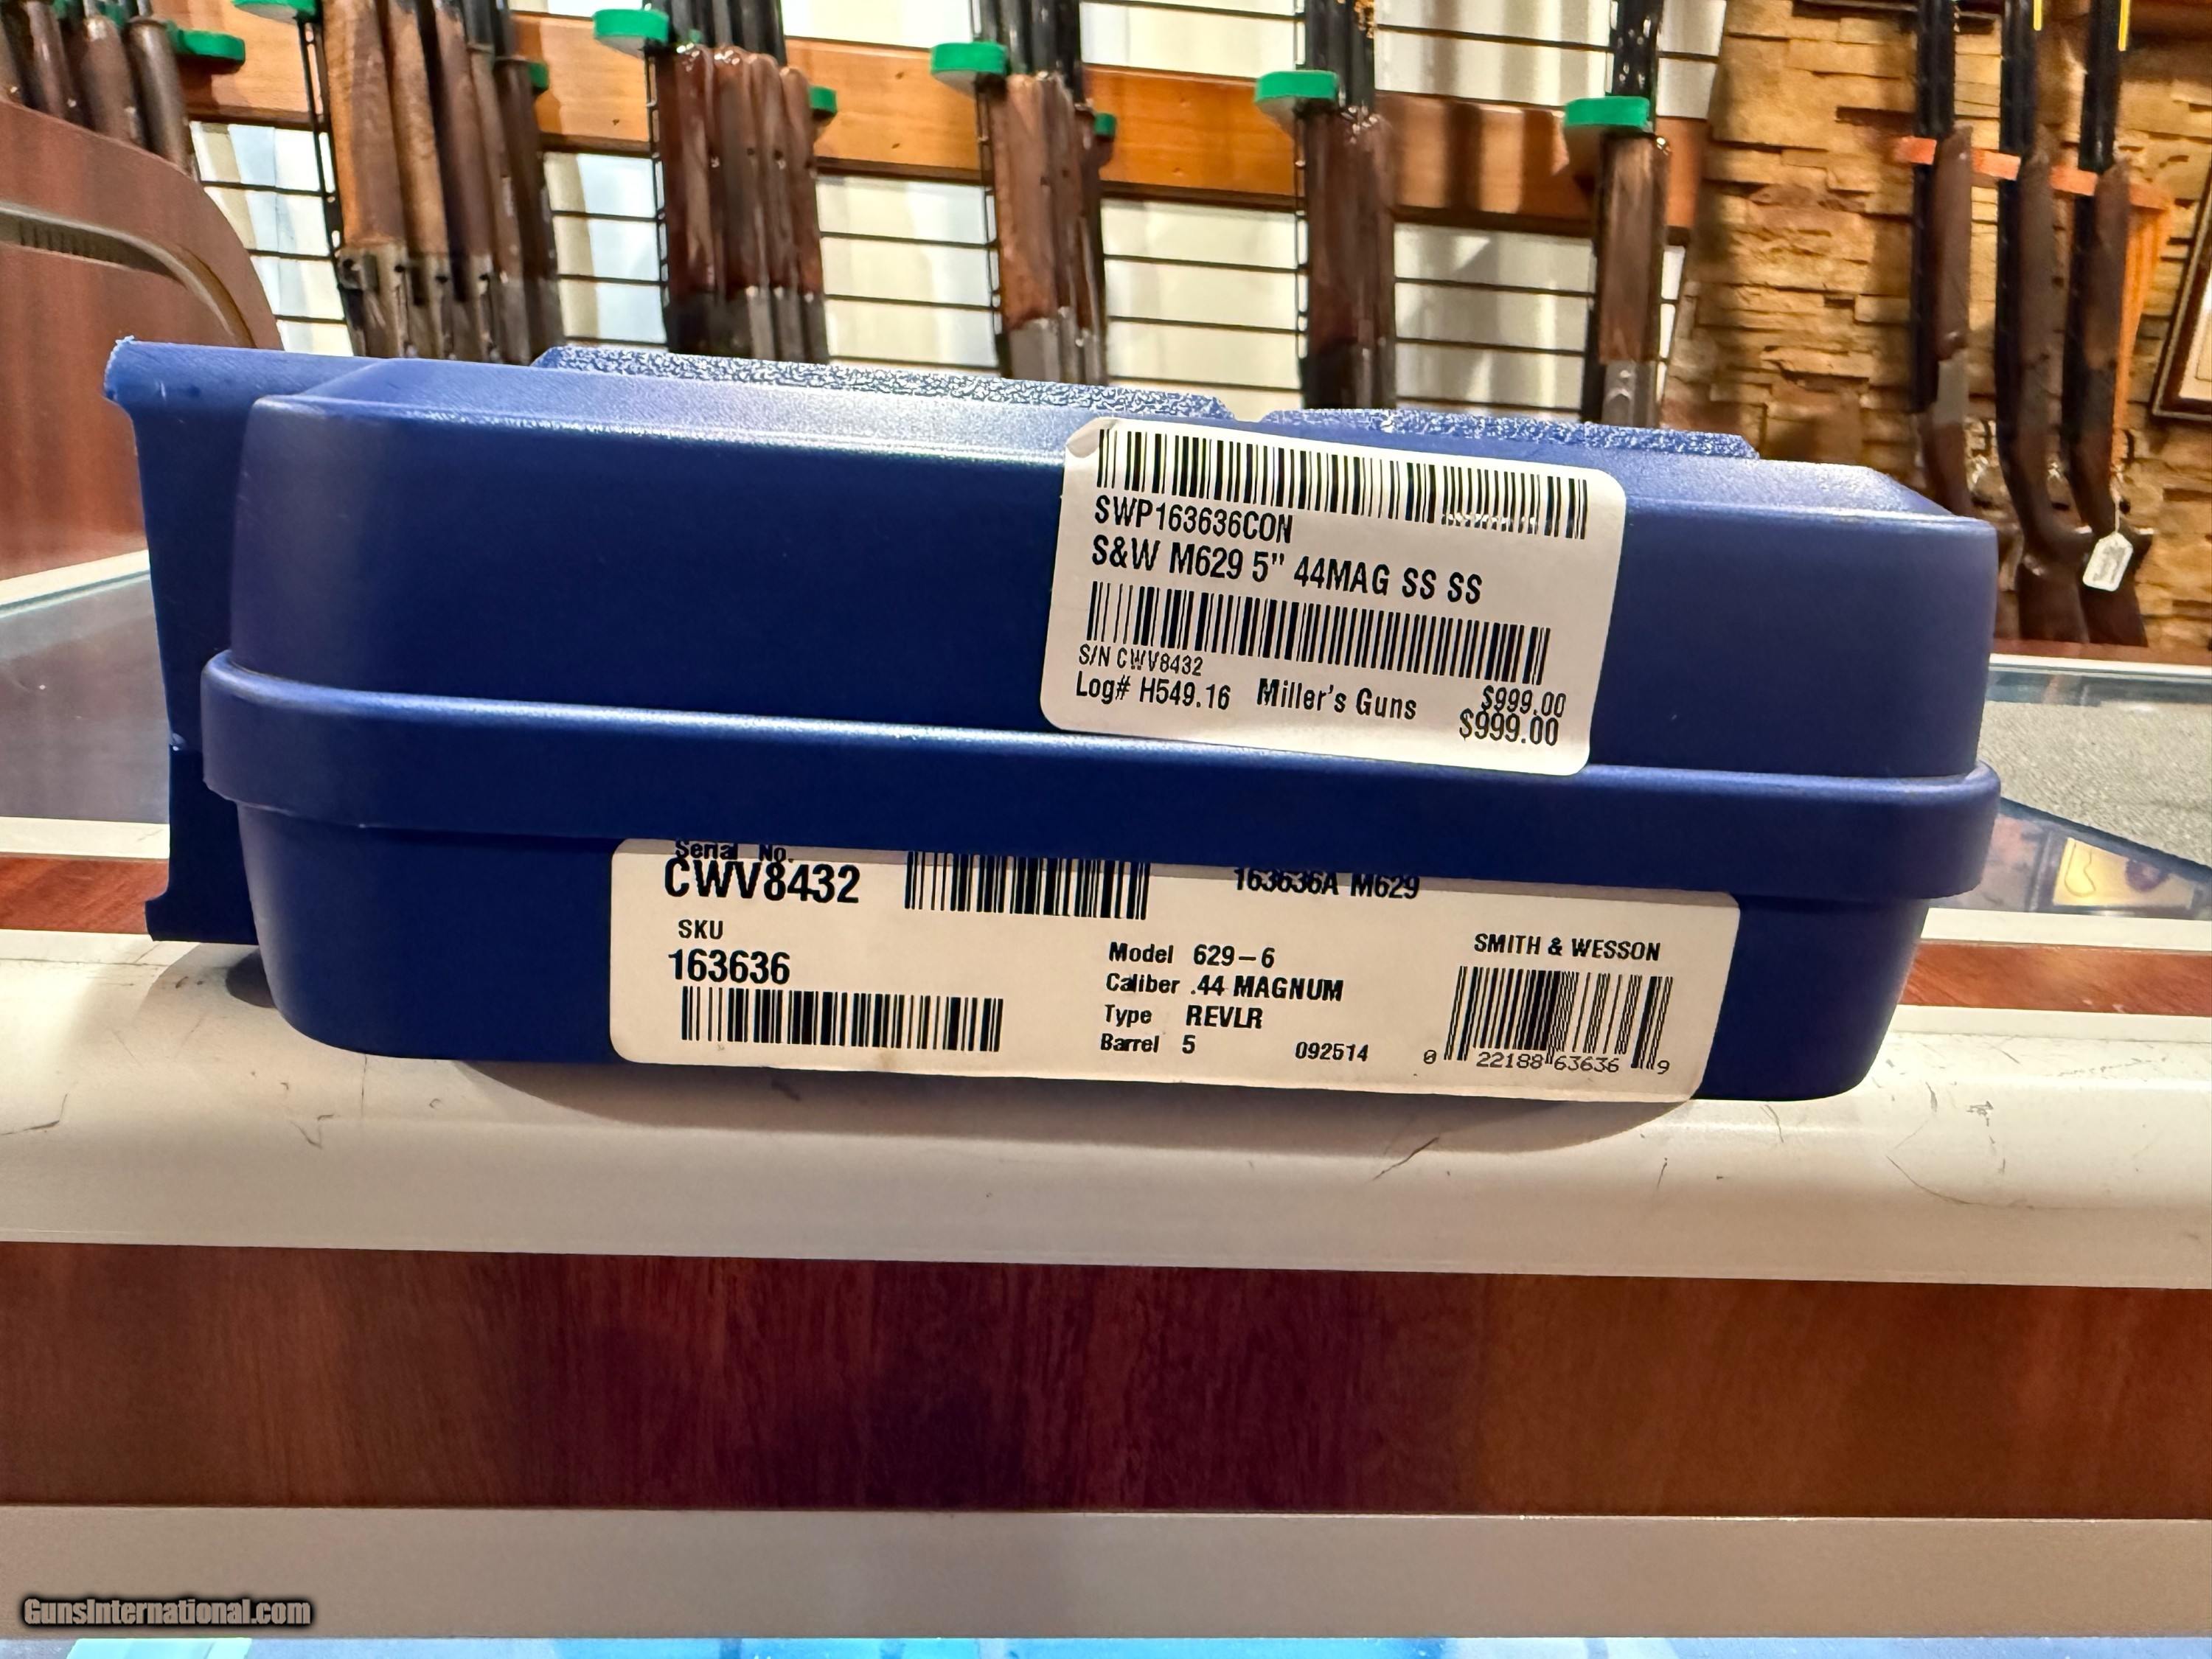 SWP163636CON
S&W M629 5" 44MAG SS SS
S/N CWV8432
$999.00
Log# H549.16 Miller's Guns $999.00
Serial No.
CWV8432
163636A M629
SKU
163636
Model 629-6
Caliber .44 MAGNUM
Type REVLR
Barrel 5
092514
SMITH & WESSON
0 22188 63636 9
GunsInternational.com